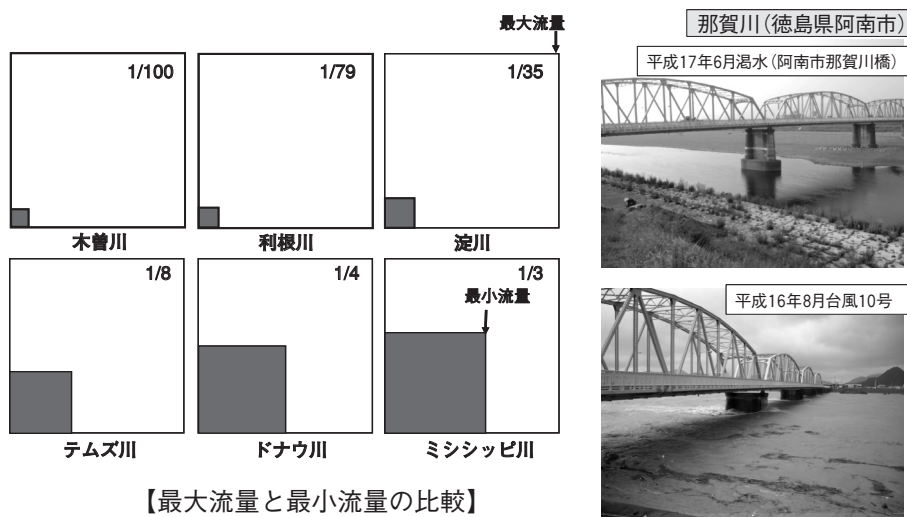 最大流量
1/100
1/79
1/35
木曽川
利根川
淀川
1/8
1/4
1/3
最小流量
テムズ川
ドナウ川
ミシシッピ川
【最大流量と最小流量の比較】
那賀川(徳島県阿南市)
平成17年6月渇水(阿南市那賀川橋)
平成16年8月台風10号